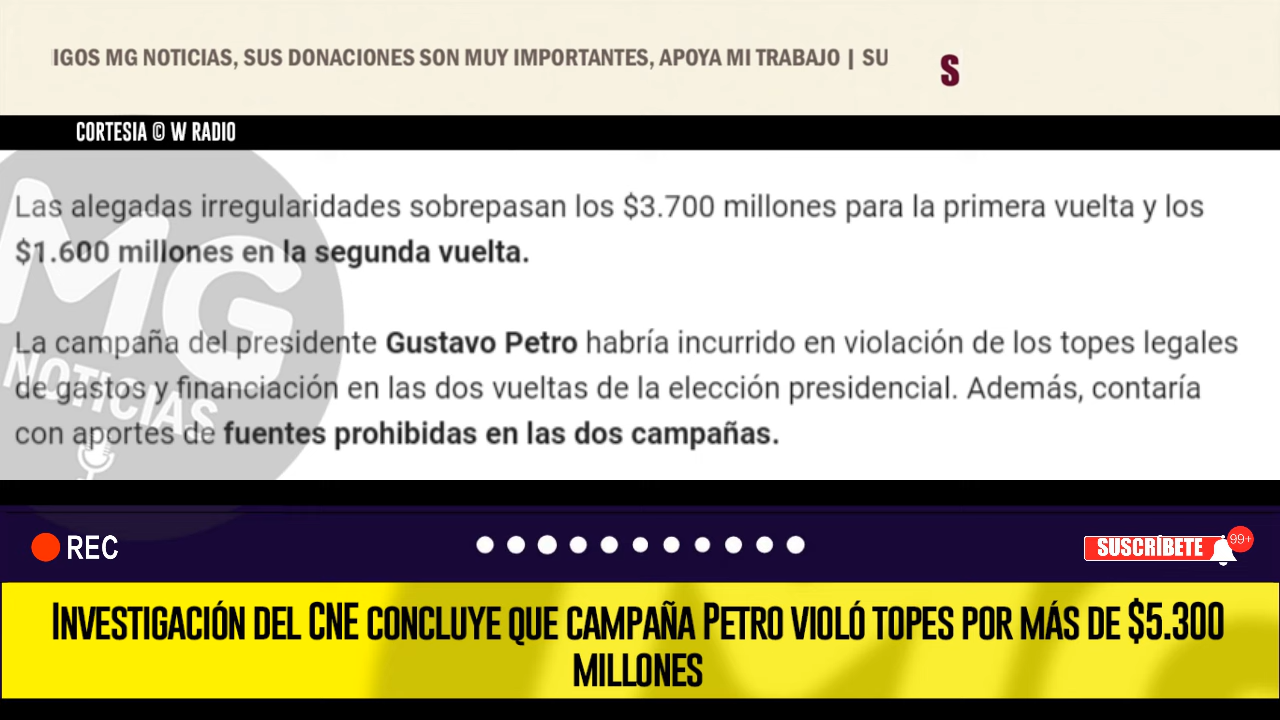 IGOS MG NOTICIAS, SUS DONACIONES SON MUY IMPORTANTES, APOYA MI TRABAJO | SU
S
CORTESIA © W RADIO
Las alegadas irregularidades sobrepasan los $3.700 millones para la primera vuelta y los
$1.600 millones en la segunda vuelta.
La campaña del presidente Gustavo Petro habría incurrido en violación de los topes legales
de gastos y financiación en las dos vueltas de la elección presidencial. Además, contaría
con aportes de fuentes prohibidas en las dos campañas.
MG
NOTICIAS
REC
SUSCRÍBETE
99+
INVESTIGACIÓN DEL CNE CONCLUYE QUE CAMPAÑA PETRO VIOLÓ TOPES POR MÁS DE $5.300
MILLONES